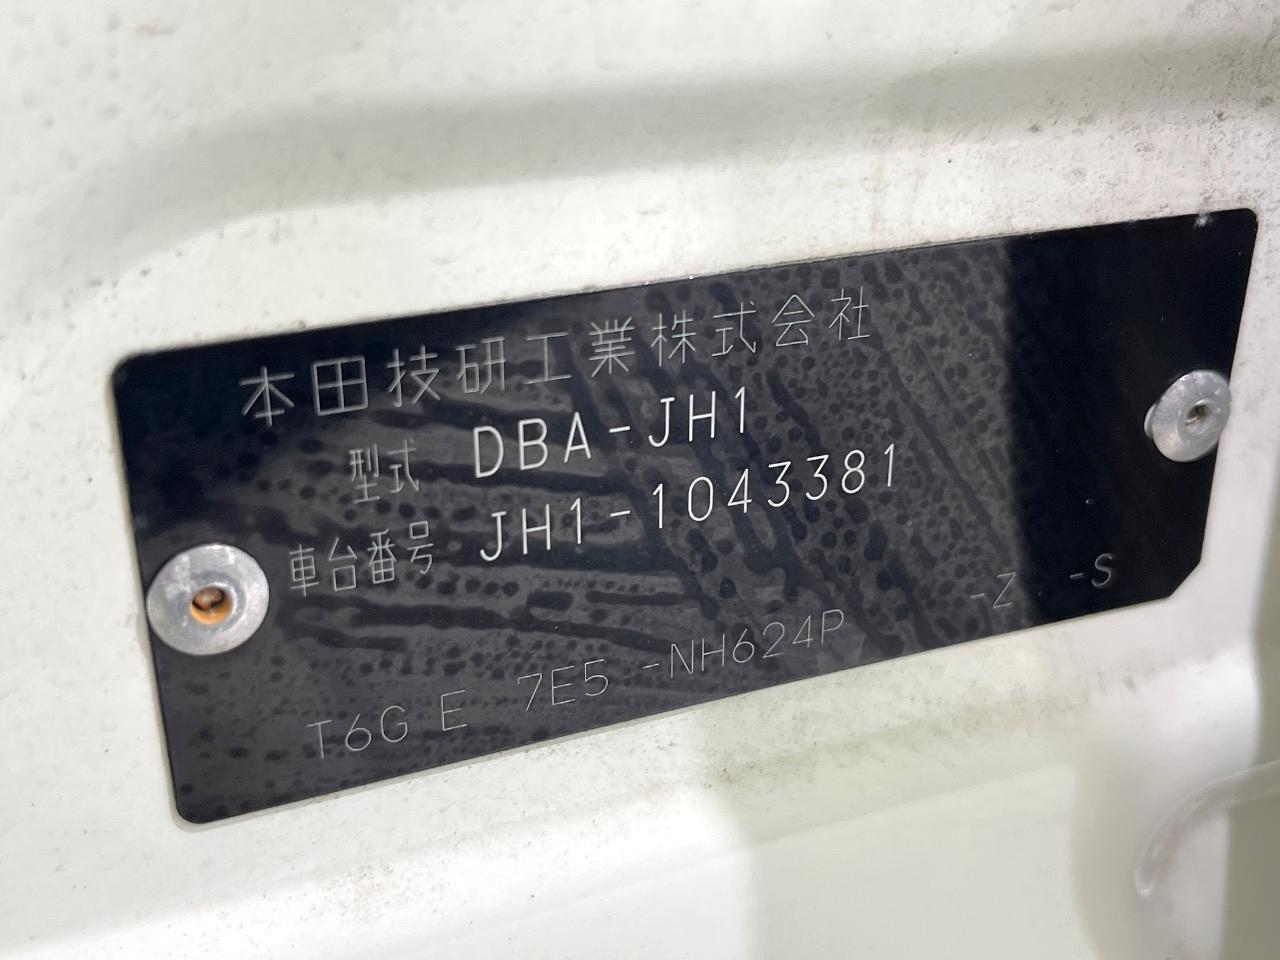 本田技研工業株式会社
型式 DBA-JH1
車台番号 JH1-1043381
T6G E 7E5 -NH624P -Z -S